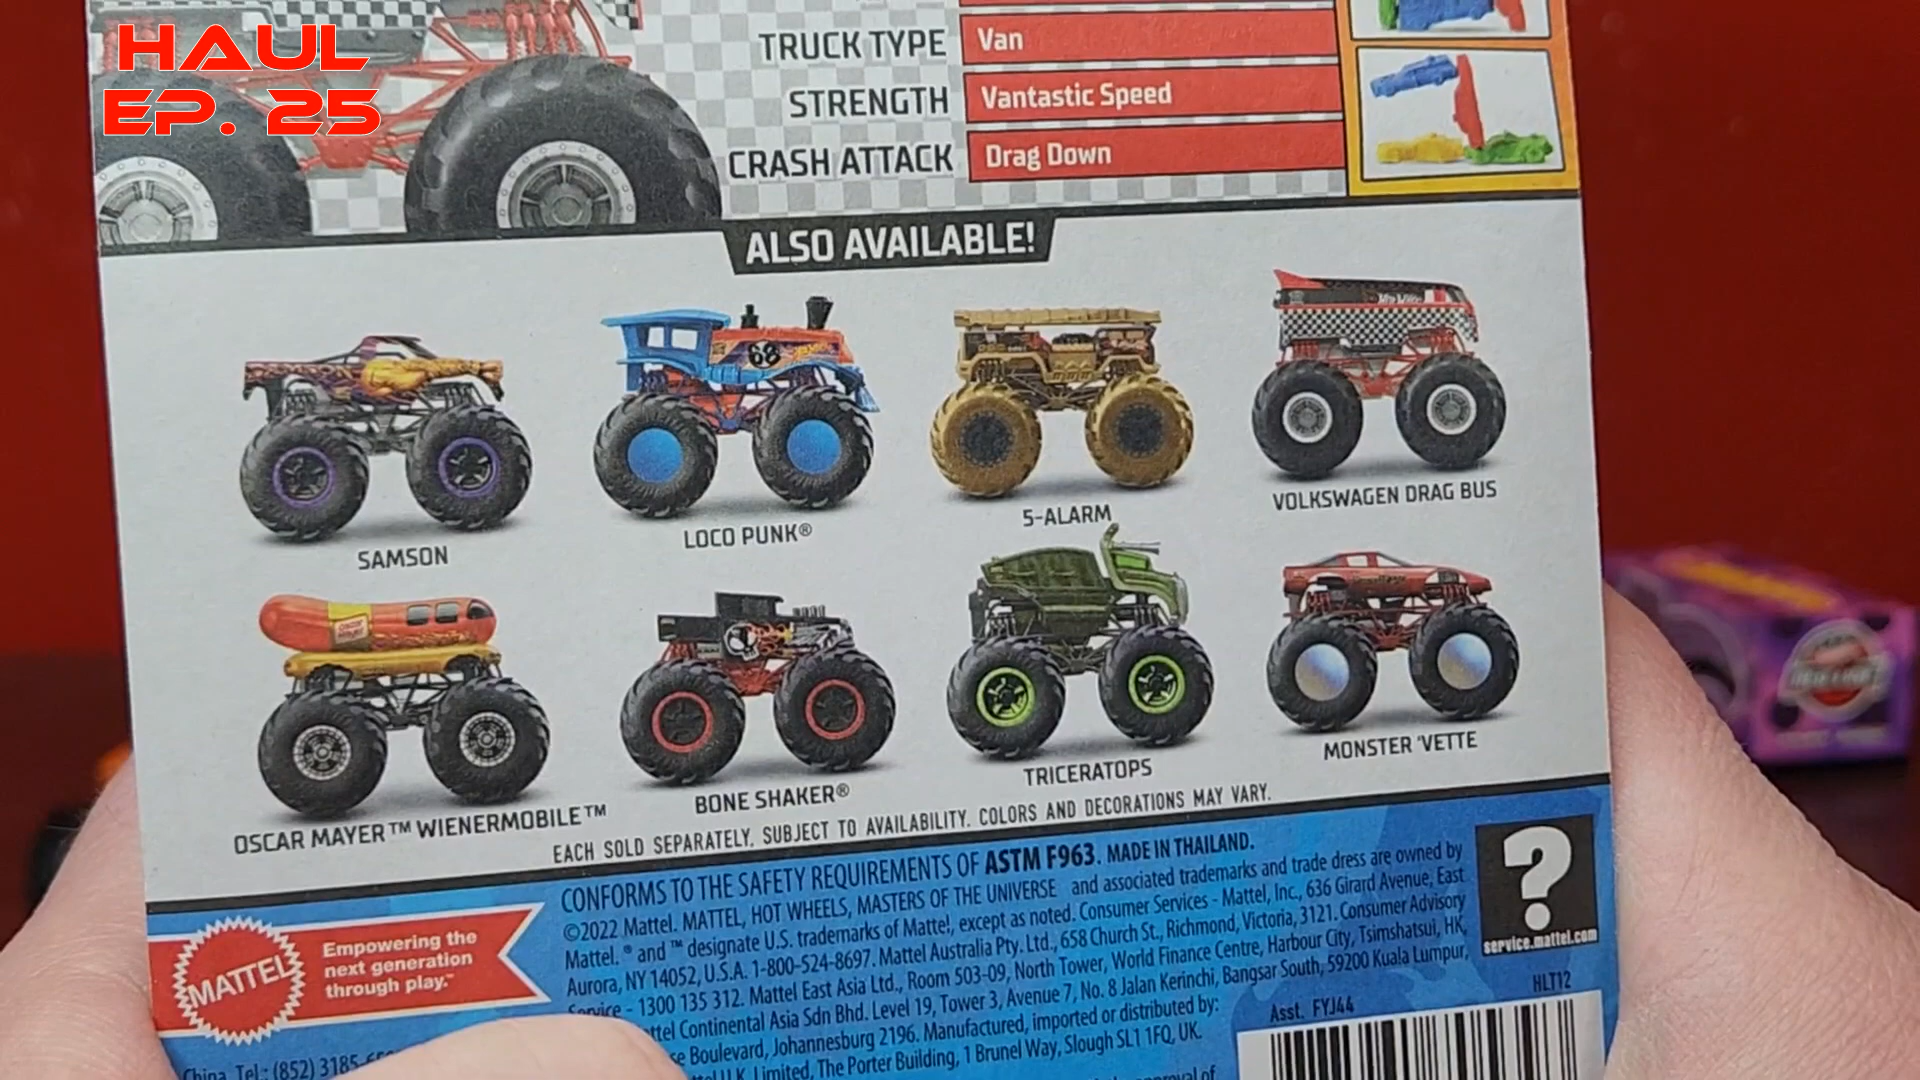 HAUL
EP. 25
TRUCK TYPE Van
STRENGTH Vantastic Speed
CRASH ATTACK Drag Down
ALSO AVAILABLE!
68
SAMSON
LOCO PUNK®
5-ALARM
VOLKSWAGEN DRAG BUS
OSCAR MAYER™ WIENERMOBILE™
BONE SHAKER®
TRICERATOPS
MONSTER 'VETTE
EACH SOLD SEPARATELY. SUBJECT TO AVAILABILITY. COLORS AND DECORATIONS MAY VARY.
CONFORMS TO THE SAFETY REQUIREMENTS OF ASTM F963. MADE IN THAILAND.
©2022 Mattel. MATTEL, HOT WHEELS, MASTERS OF THE UNIVERSE and associated trademarks and trade dress are owned by
Mattel. ® and ™ designate U.S. trademarks of Mattel, except as noted. Consumer Services - Mattel, Inc., 636 Girard Avenue, East
Aurora, NY 14052, U.S.A. 1-800-524-8697. Mattel Australia Pty. Ltd., 658 Church St., Richmond, Victoria, 3121. Consumer Advisory
Service - 1300 135 312. Mattel East Asia Ltd., Room 503-09, North Tower, World Finance Centre, Harbour City, Tsimshatsui, HK,
Continental Asia Sdn Bhd. Level 19, Tower 3, Avenue 7, No. 8 Jalan Kerinchi, Bangsar South, 59200 Kuala Lumpur,
Boulevard, Johannesburg 2196. Manufactured, imported or distributed by:
U.K. Limited, The Porter Building, 1 Brunel Way, Slough SL1 1FQ, UK.
China. Tel.: (852) 3185-
MATTEL
Empowering the
next generation
through play.™
?
service.mattel.com
HLT12
Asst. FYJ44